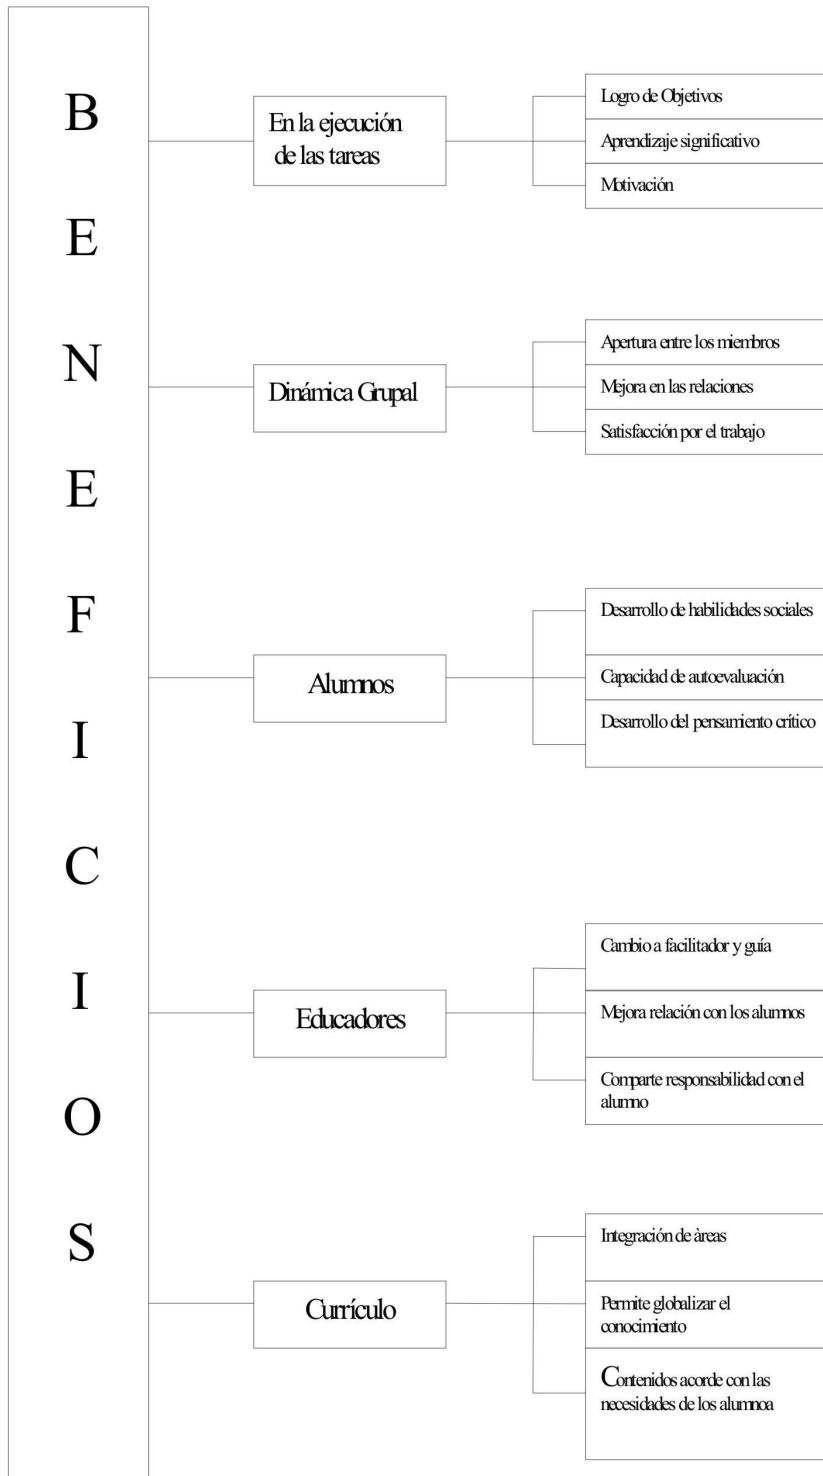 BENEFICIOS
En la ejecución
de las tareas
Logro de Objetivos
Aprendizaje significativo
Motivación
Dinámica Grupal
Apertura entre los miembros
Mejora en las relaciones
Satisfacción por el trabajo
Alumnos
Desarrollo de habilidades sociales
Capacidad de autoevaluación
Desarrollo del pensamiento crítico
Educadores
Cambio a facilitador y guía
Mejora relación con los alumnos
Comparte responsabilidad con el
alumno
Currículo
Integración de àreas
Permite globalizar el
conocimiento
Contenidos acorde con las
necesidades de los alumnoa